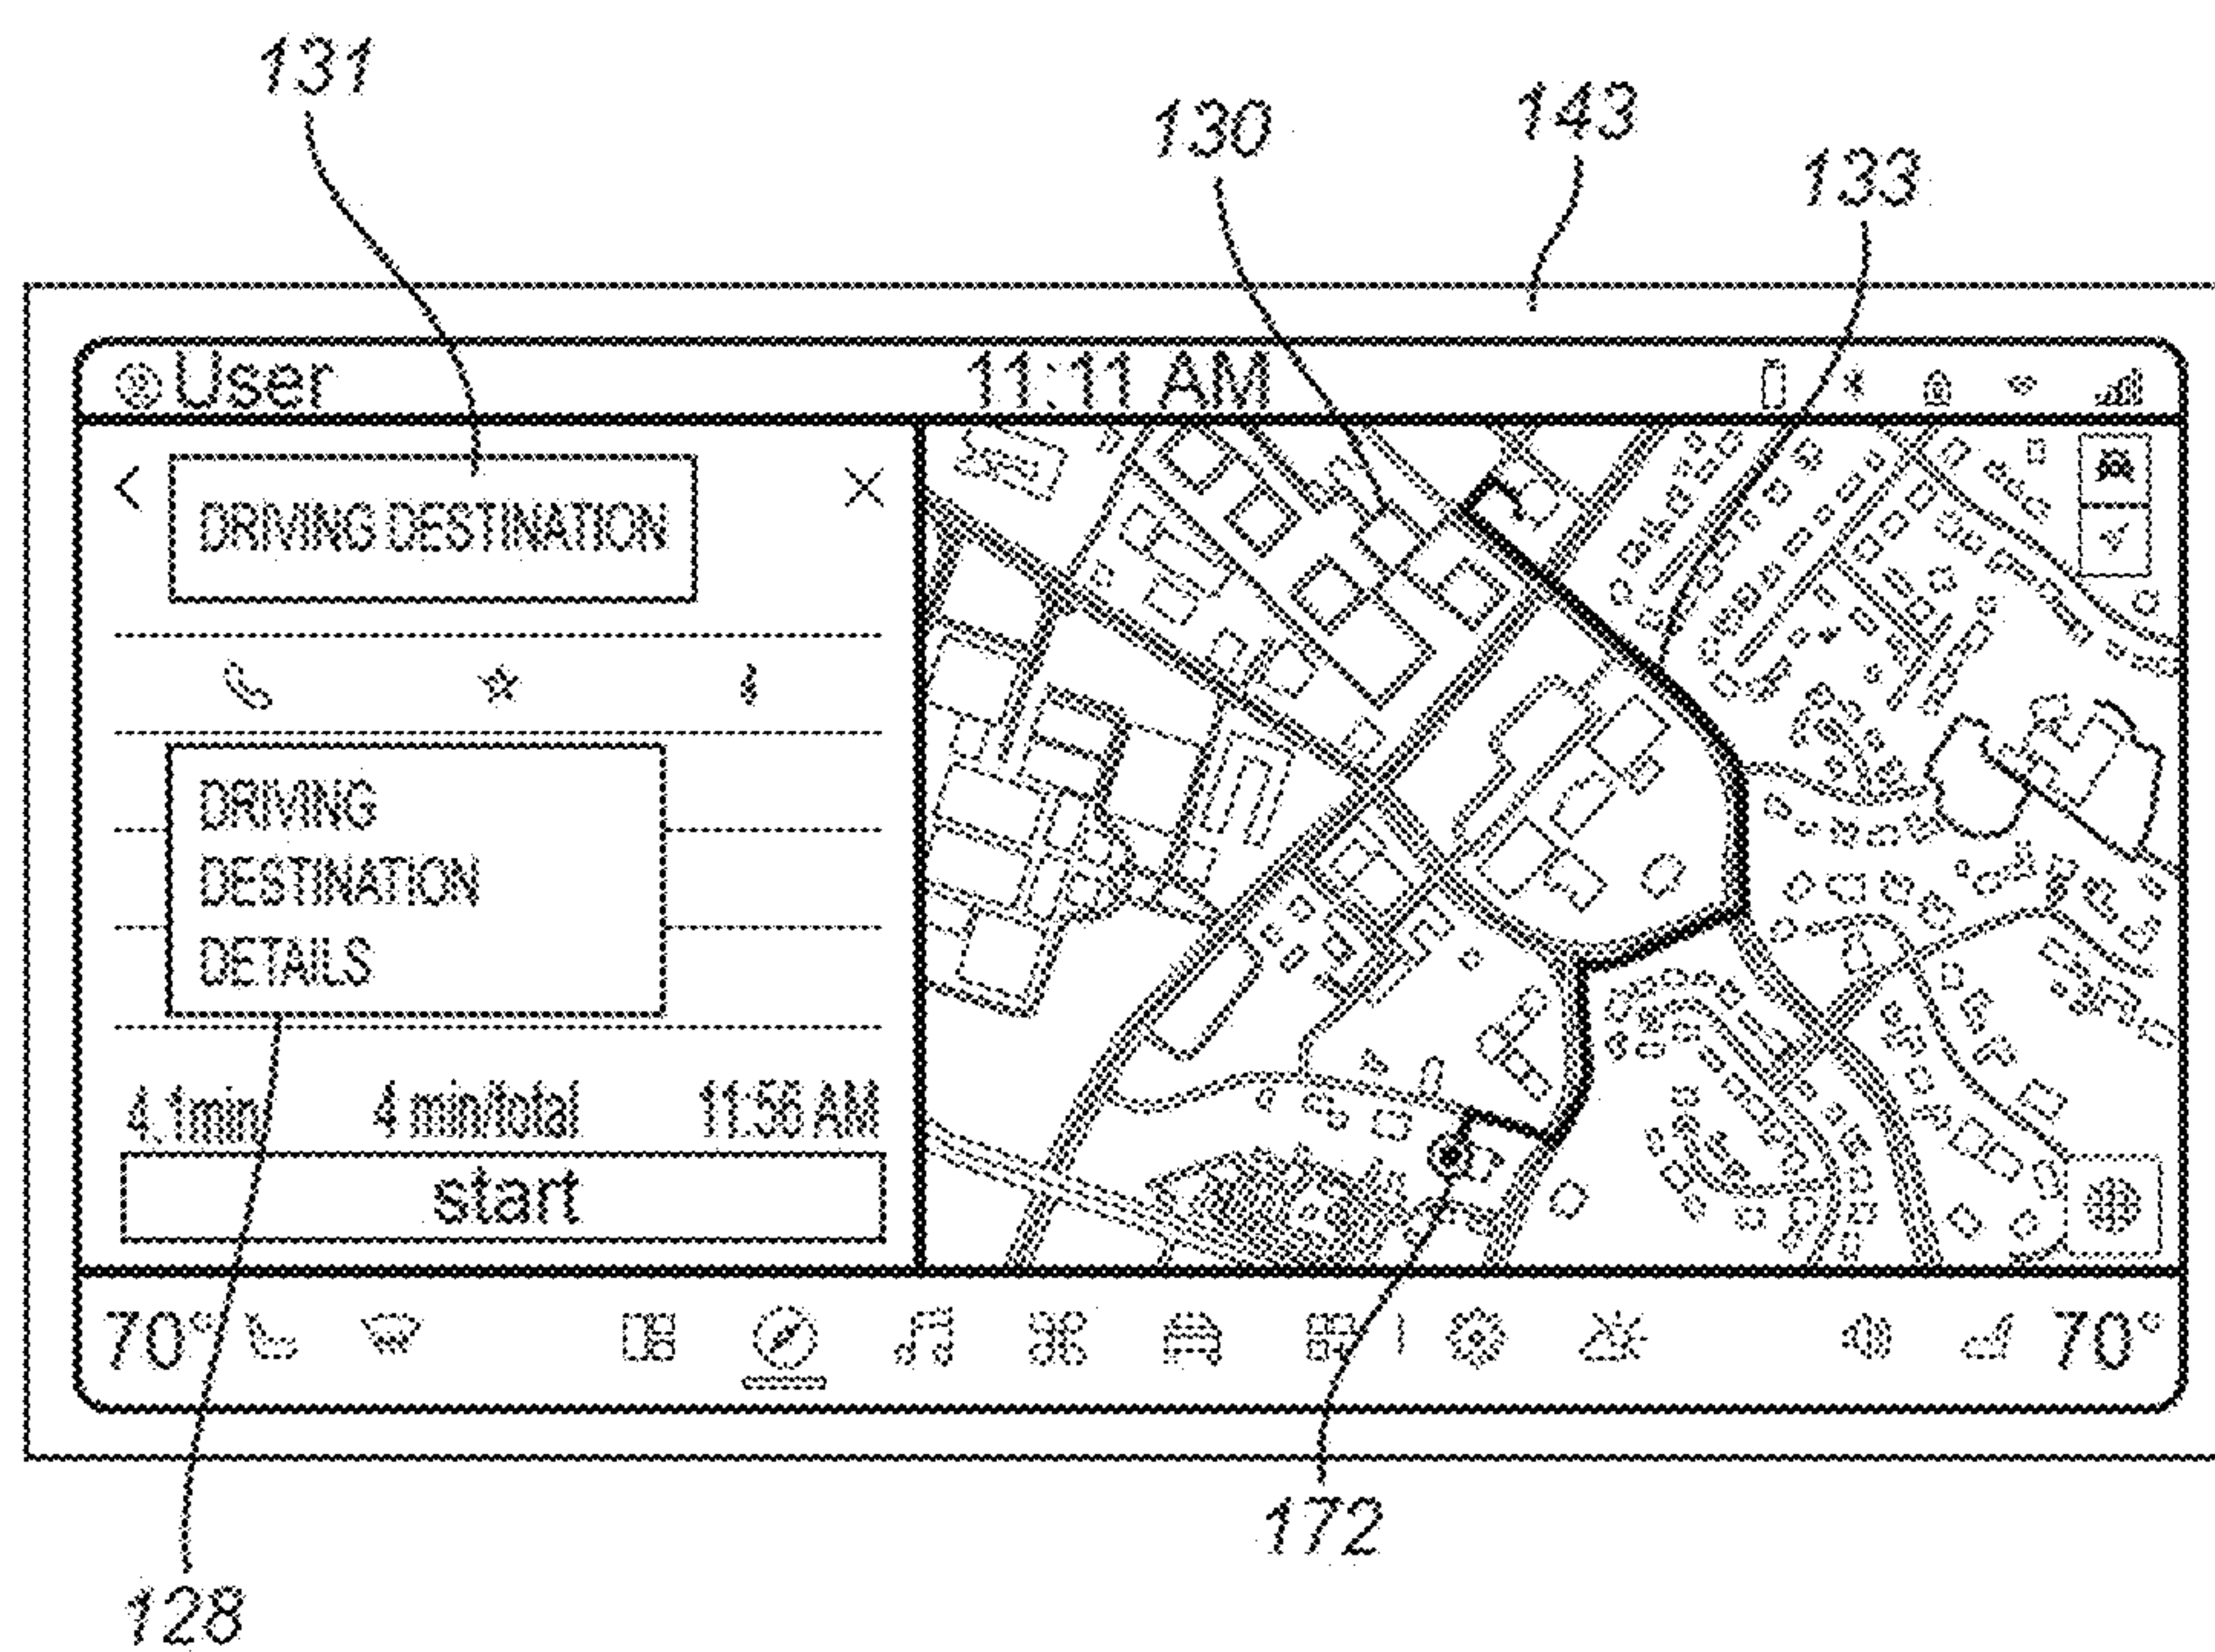 131
130
143
133
User
11:11 AM
DRIVING DESTINATION
DRIVING
DESTINATION
DETAILS
4.1min 4 min/total 11:56 AM
start
70° 70°
172
128